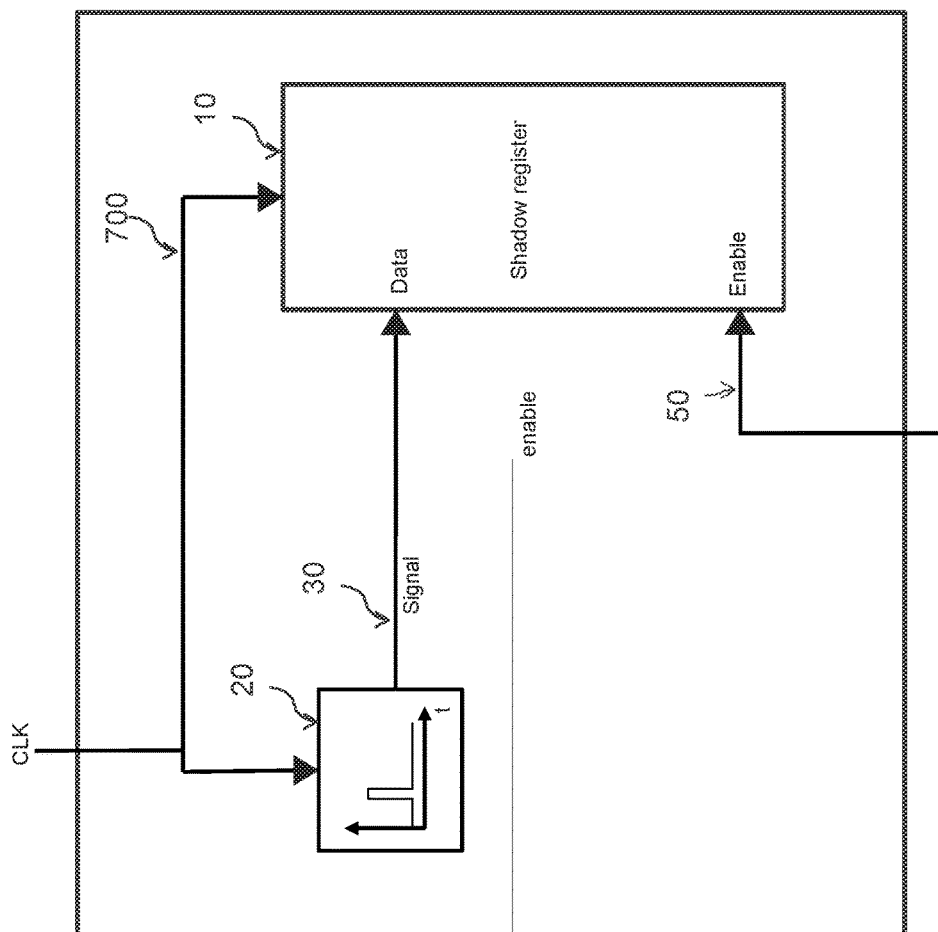 CLK
700
10
Data
Shadow register
Enable
30
Signal
20
t
enable
50